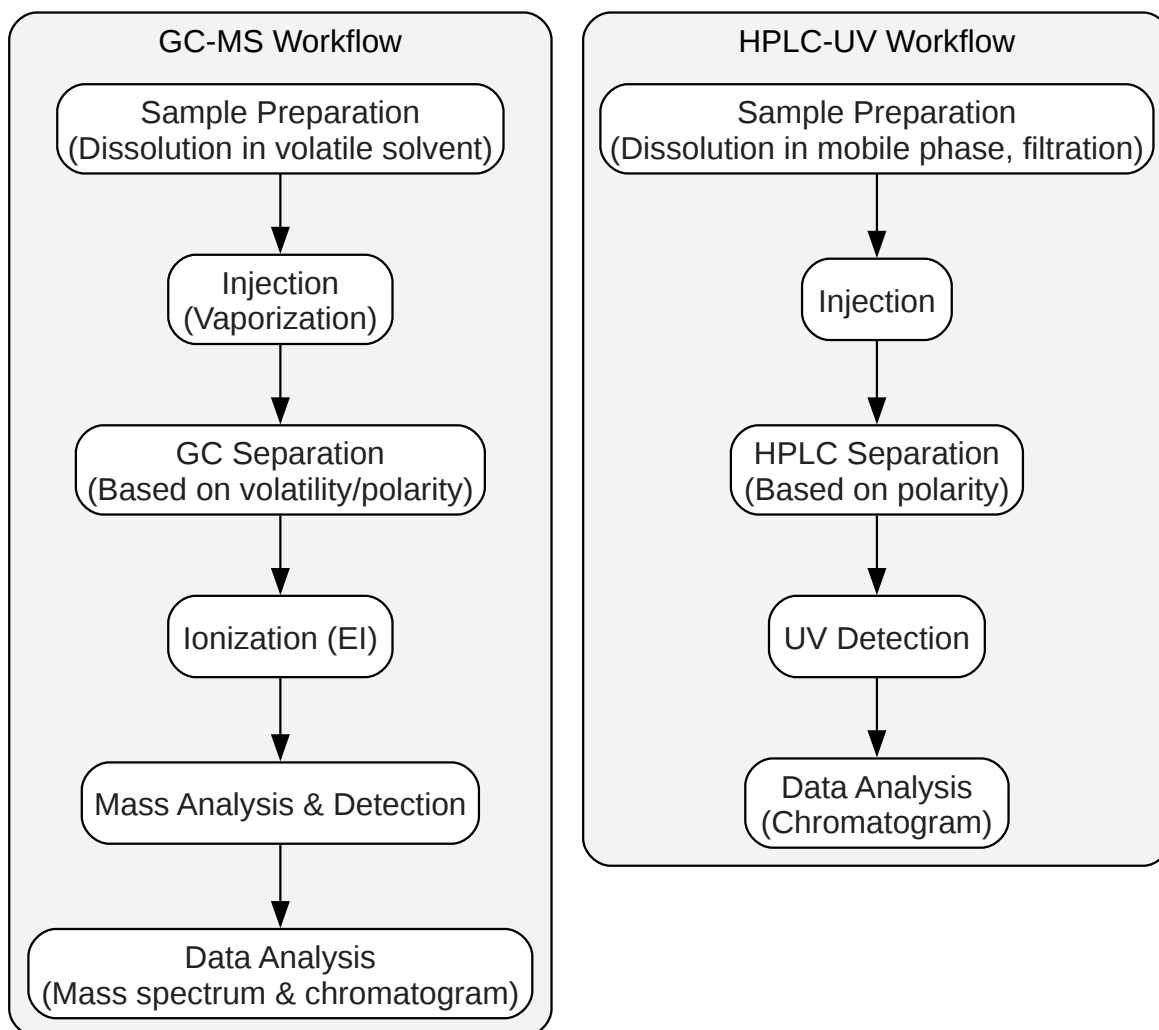 GC-MS Workflow
Sample Preparation
(Dissolution in volatile solvent)
Injection
(Vaporization)
GC Separation
(Based on volatility/polarity)
Ionization (EI)
Mass Analysis & Detection
Data Analysis
(Mass spectrum & chromatogram)
HPLC-UV Workflow
Sample Preparation
(Dissolution in mobile phase, filtration)
Injection
HPLC Separation
(Based on polarity)
UV Detection
Data Analysis
(Chromatogram)